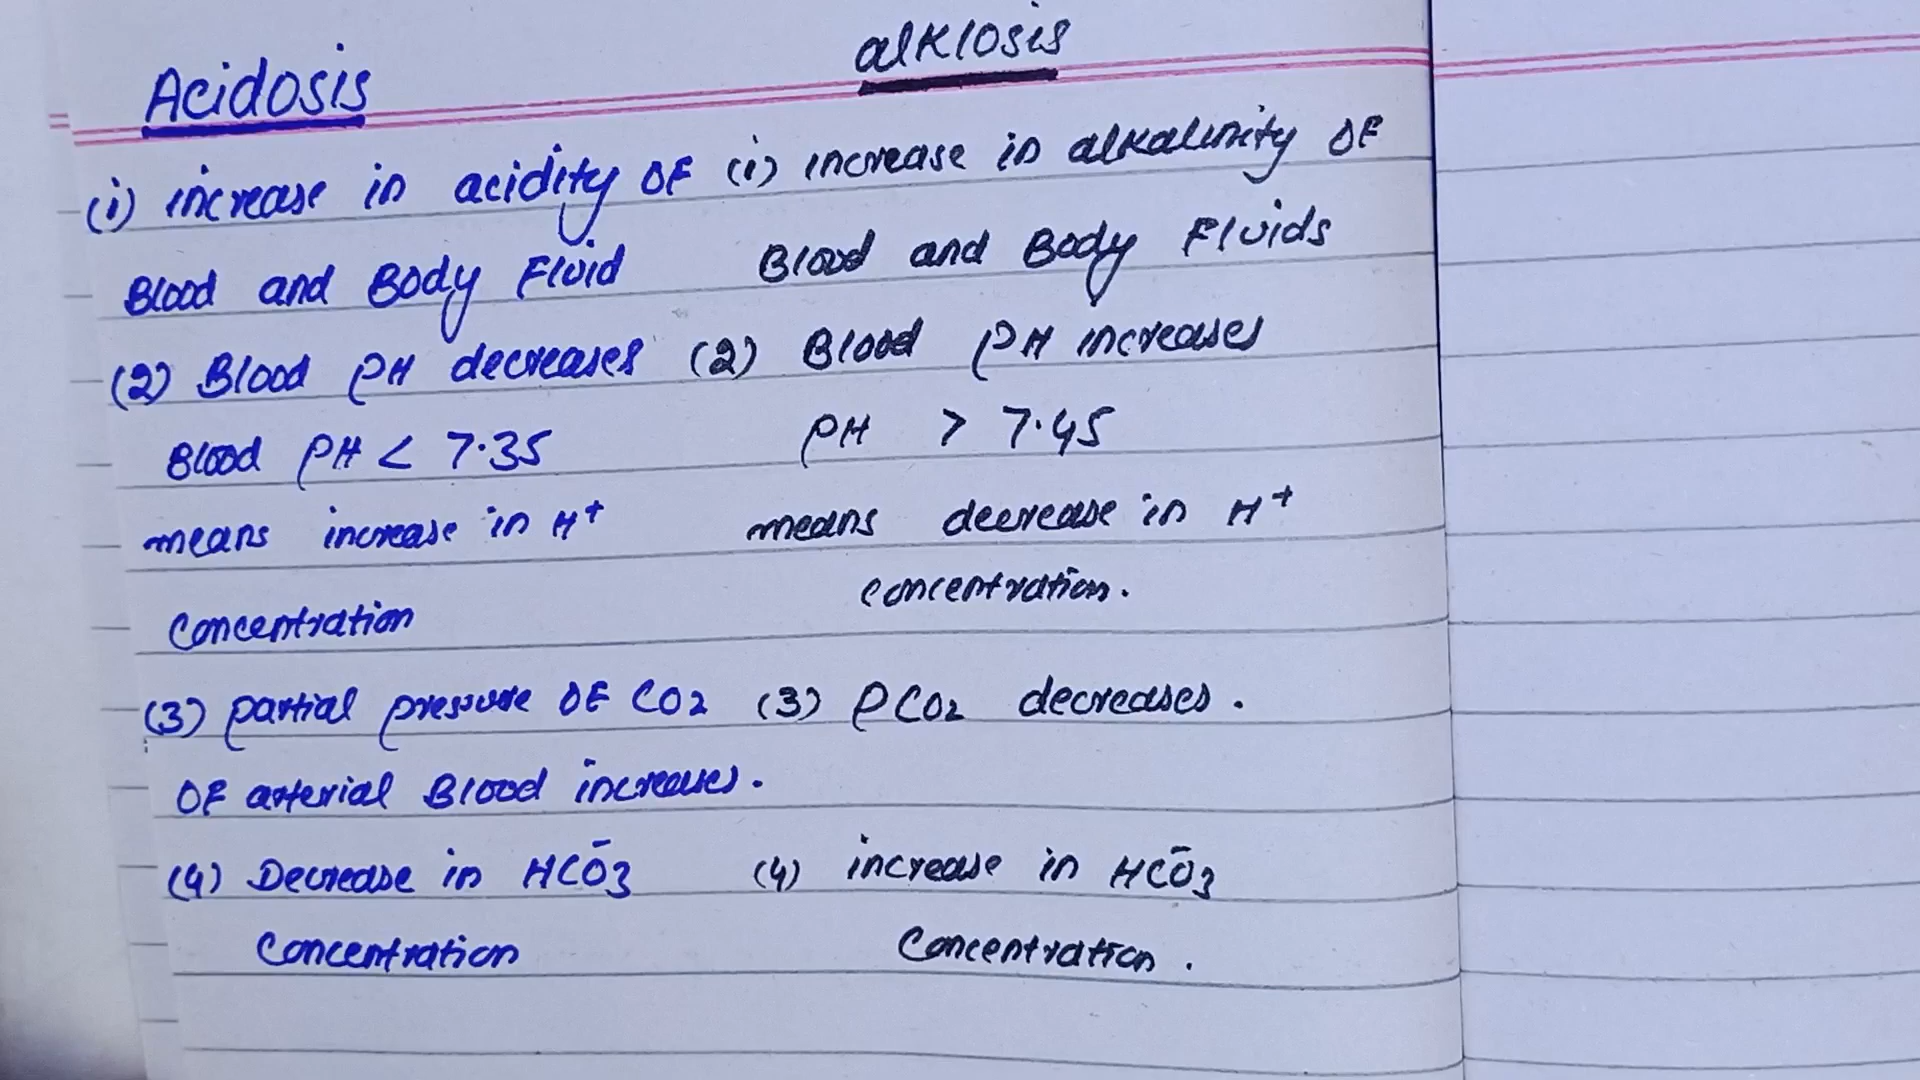 Acidosis
(i) increase in acidity of
Blood and Body Fluid
(2) Blood PH decreases
Blood PH < 7.35
means increase in H+
Concentration
(3) partial pressure of CO2
of arterial Blood increases.
(4) Decrease in HCO3-
Concentration
alklosis
(i) increase in alkalinity of
Blood and Body Fluids
(2) Blood PH increases
PH > 7.45
means decrease in H+
concentration.
(3) PCO2 decreases.
(4) increase in HCO3-
Concentration.